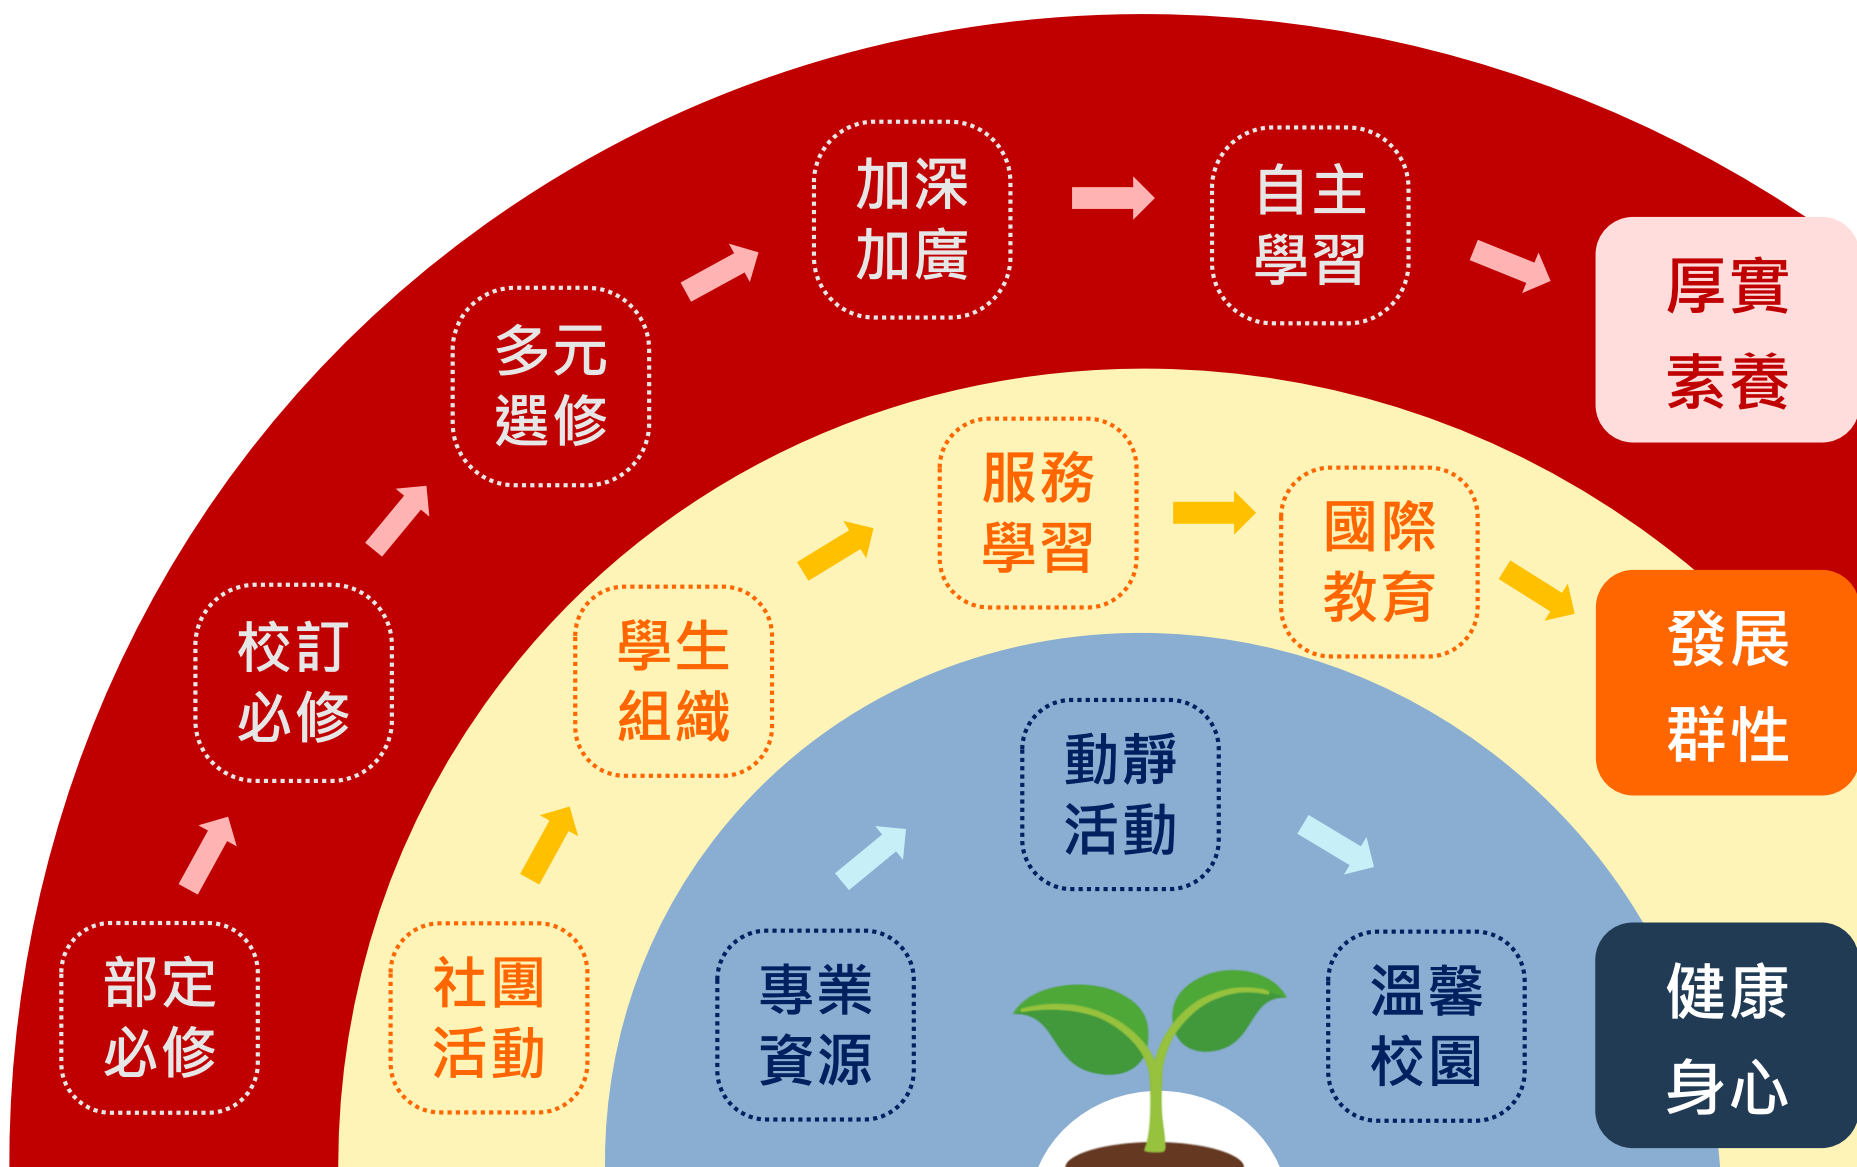 部定
必修
校訂
必修
多元
選修
加深
加廣
自主
學習
厚實
素養
社團
活動
學生
組織
服務
學習
國際
教育
發展
群性
專業
資源
動靜
活動
溫馨
校園
健康
身心